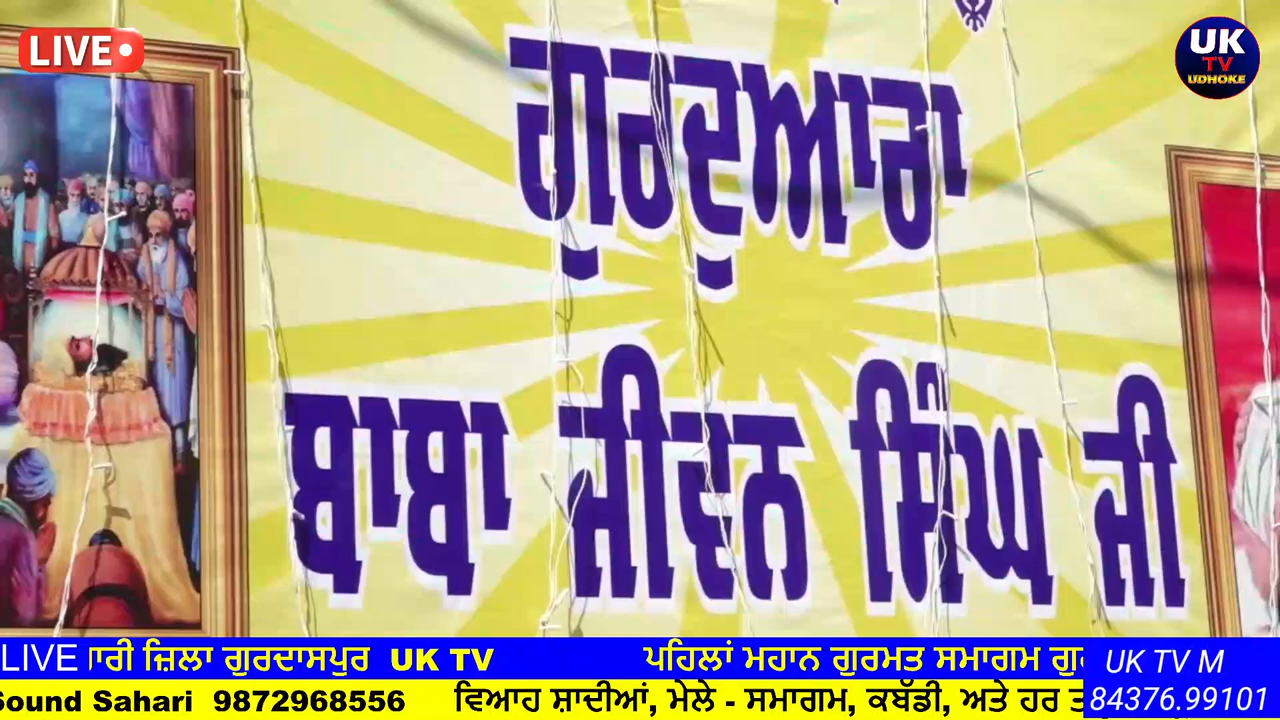 LIVE
UK
TV
UDHOKE
ਗੁਰਦੁਆਰਾ
ਬਾਬਾ ਜੀਵਨ ਸਿੰਘ ਜੀ
LIVE ਜ਼ਿਲਾ ਗੁਰਦਾਸਪੁਰ UK TV ਪਹਿਲਾਂ ਮਹਾਨ ਗੁਰਮਤ ਸਮਾਗਮ UK TV M
Sound Sahari 9872968556 ਵਿਆਹ ਸ਼ਾਦੀਆਂ, ਮੇਲੇ - ਸਮਾਗਮ, ਕਬੱਡੀ, ਅਤੇ ਹਰ 84376.99101